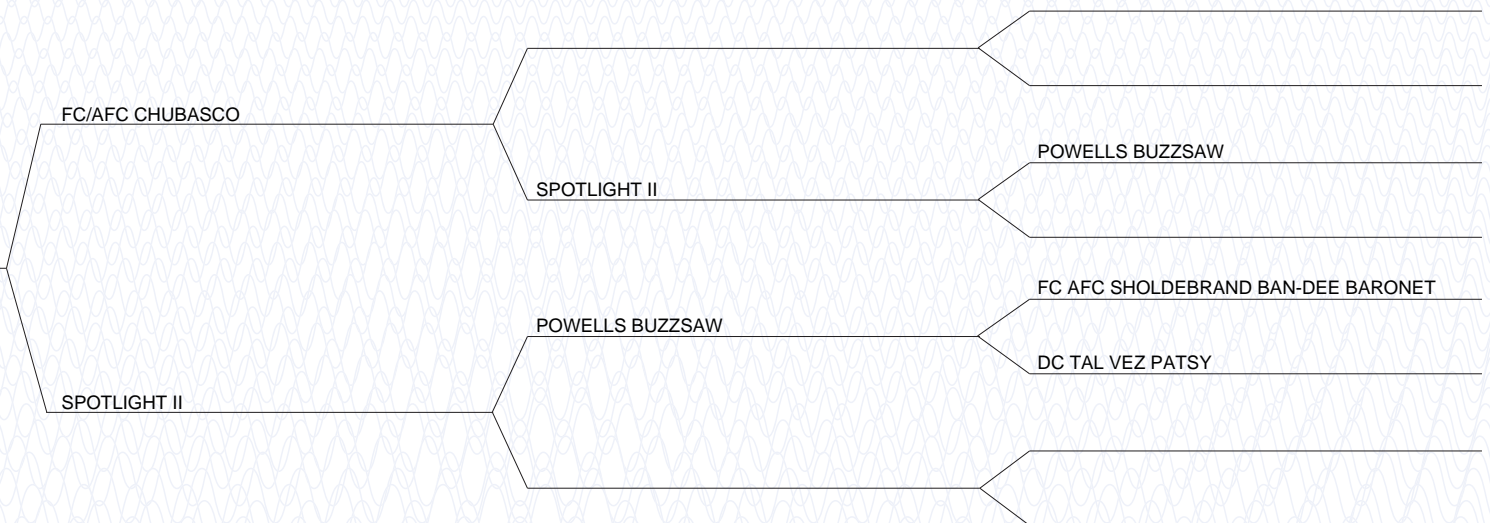 FC/AFC CHUBASCO
POWELLS BUZZSAW
SPOTLIGHT II
FC AFC SHOLDEBRAND BAN-DEE BARONET
POWELLS BUZZSAW
DC TAL VEZ PATSY
SPOTLIGHT II